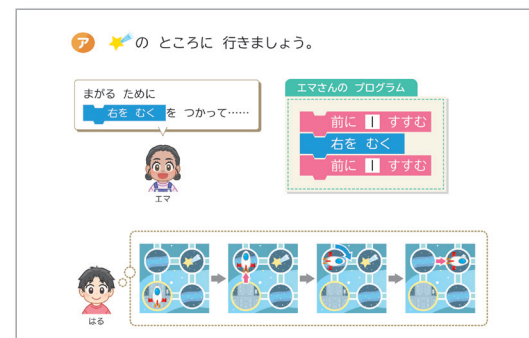 ア の ところに 行きましょう。
まがる ために
右を むく を つかって……
エマ
エマさんの プログラム
前に 1 すすむ
右を むく
前に 1 すすむ
はる